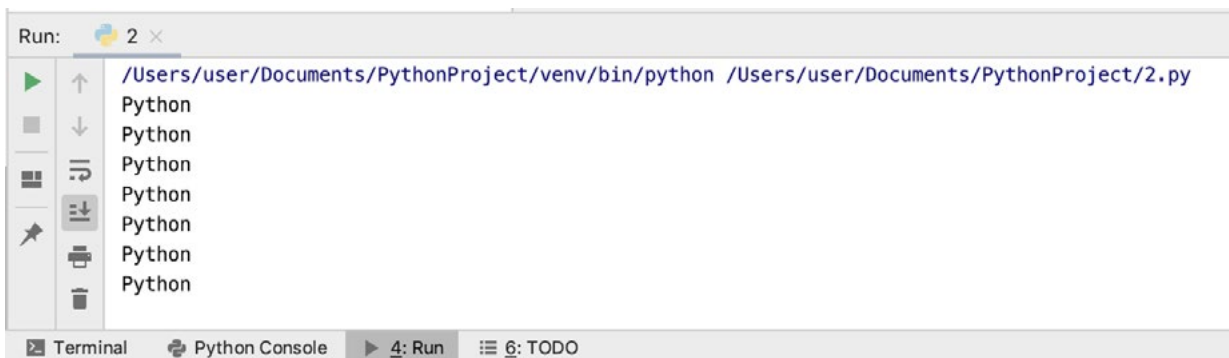 Run: 2
/Users/user/Documents/PythonProject/venv/bin/python /Users/user/Documents/PythonProject/2.py
Python
Python
Python
Python
Python
Python
Python
Terminal Python Console 4: Run 6: TODO